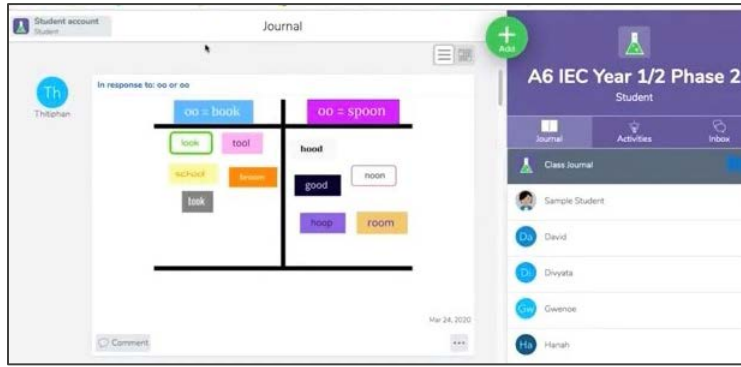 Student account
Student
Journal
Add
Th
Thitiphan
In response to: oo or oo
oo = book
oo = spoon
look
tool
school
broom
took
hood
good
noon
hoop
room
Mar 24, 2020
Comment
A6 IEC Year 1/2 Phase 2
Student
Journal
Activities
Inbox
Class Journal
Sample Student
Da
David
Di
Divyata
Gw
Gwenoe
Ha
Hanah